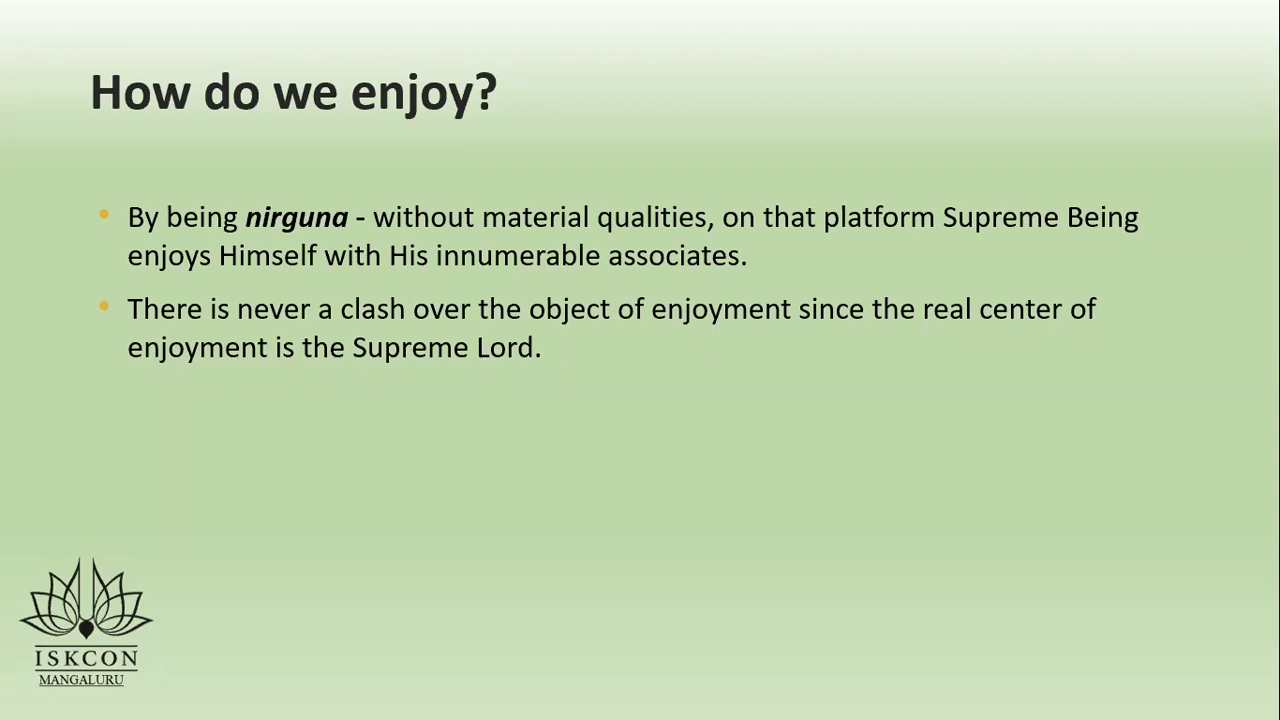 How do we enjoy?
• By being nirguna - without material qualities, on that platform Supreme Being
enjoys Himself with His innumerable associates.
• There is never a clash over the object of enjoyment since the real center of
enjoyment is the Supreme Lord.
ISKCON
MANGALURU